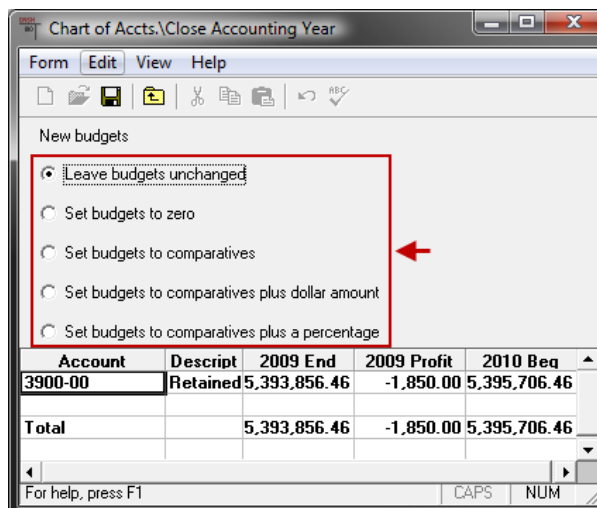 Chart of Accts.\Close Accounting Year
Form Edit View Help
ABC
New budgets
Leave budgets unchanged
Set budgets to zero
Set budgets to comparatives
Set budgets to comparatives plus dollar amount
Set budgets to comparatives plus a percentage
Account Descript 2009 End 2009 Profit 2010 Beg
3900-00 Retained 5,393,856.46 -1,850.00 5,395,706.46
Total 5,393,856.46 -1,850.00 5,395,706.46
For help, press F1 CAPS NUM